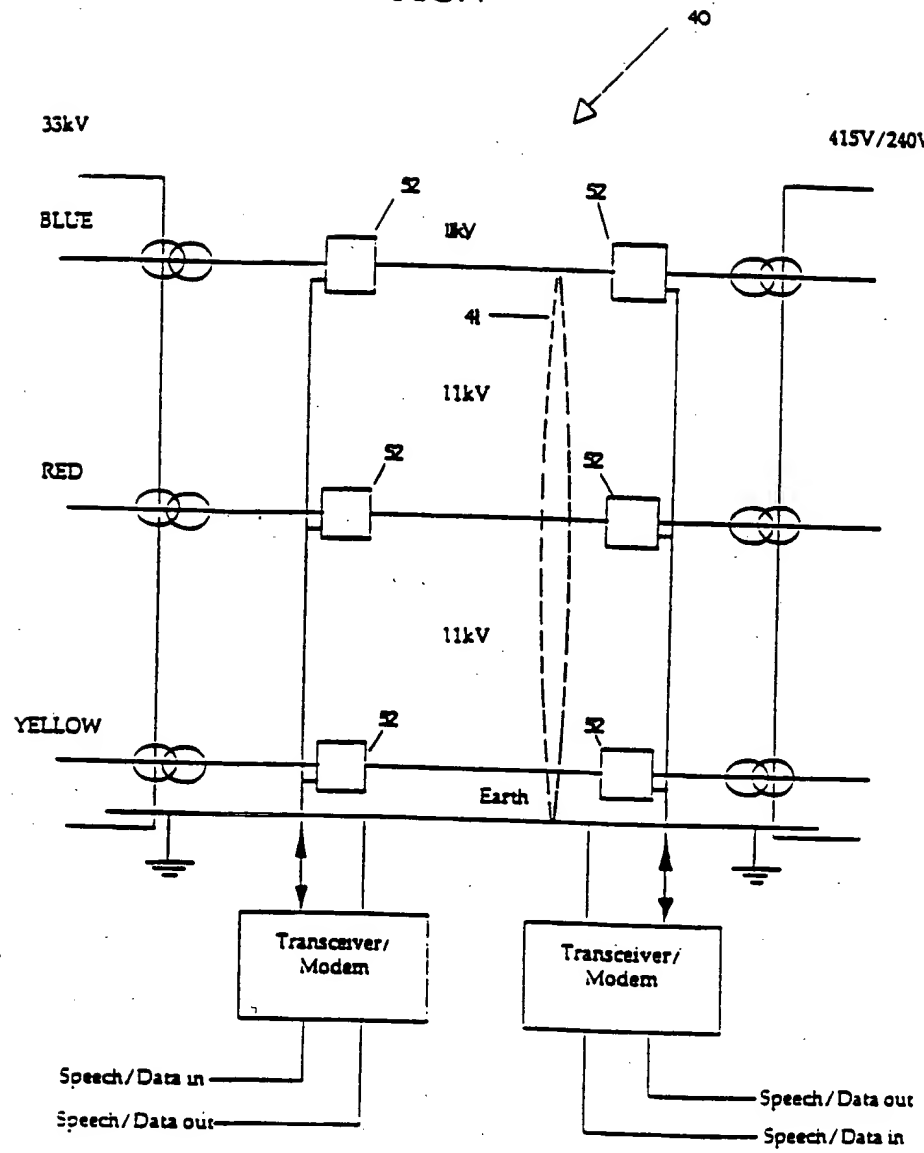 40
33kV
415V/240V
52
52
BLUE
11kV
41
11kV
52
52
RED
11kV
52
52
YELLOW
Earth
Transceiver/
Modem
Transceiver/
Modem
Speech/Data in
Speech/Data out
Speech/Data out
Speech/Data in